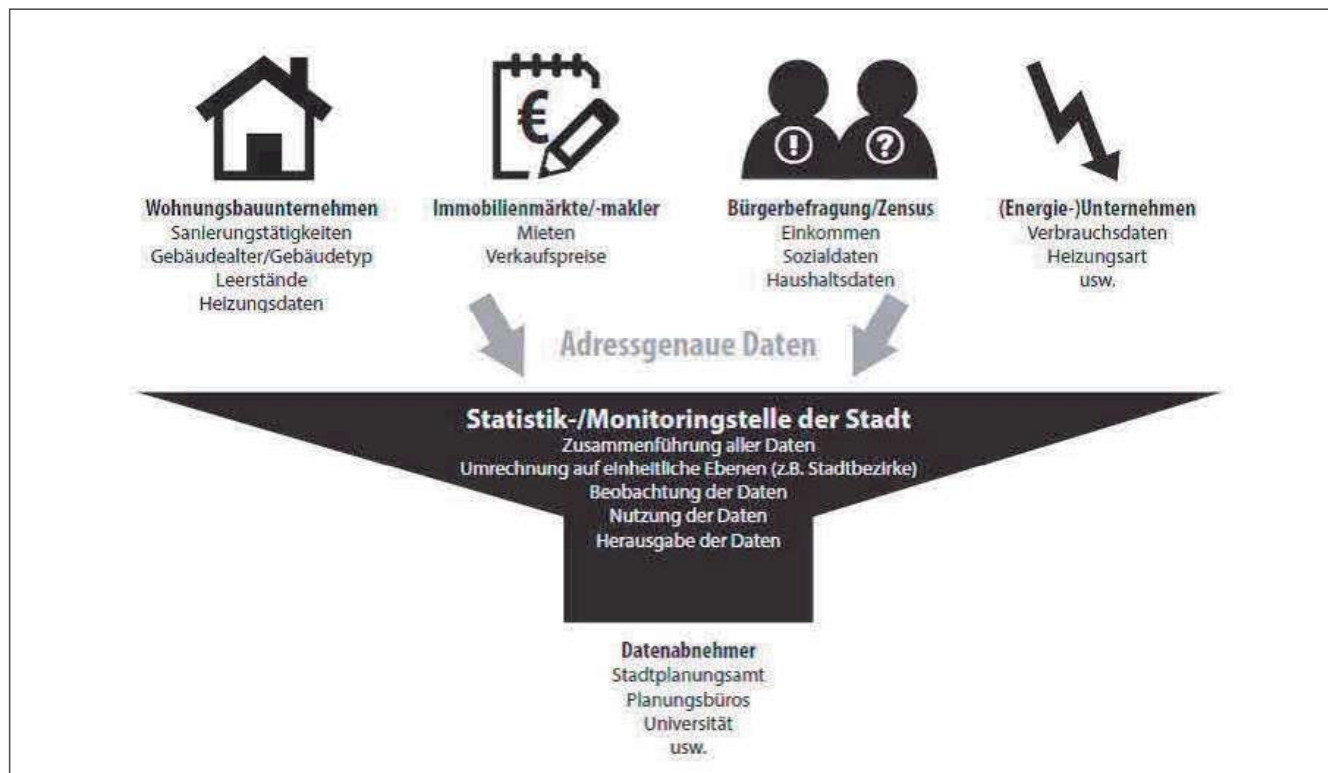 €
!
?
Wohnungsbauunternehmen
Sanierungstätigkeiten
Gebäudealter/Gebäudetyp
Leerstände
Heizungsdaten
Immobilienmärkte/-makler
Mieten
Verkaufspreise
Bürgerbefragung/Zensus
Einkommen
Sozialdaten
Haushaltsdaten
(Energie-)Unternehmen
Verbrauchsdaten
Heizungsart
usw.
Adressgenaue Daten
Statistik-/Monitoringstelle der Stadt
Zusammenführung aller Daten
Umrechnung auf einheitliche Ebenen (z.B. Stadtbezirke)
Beobachtung der Daten
Nutzung der Daten
Herausgabe der Daten
Datenabnehmer
Stadtplanungsamt
Planungsbüros
Universität
usw.